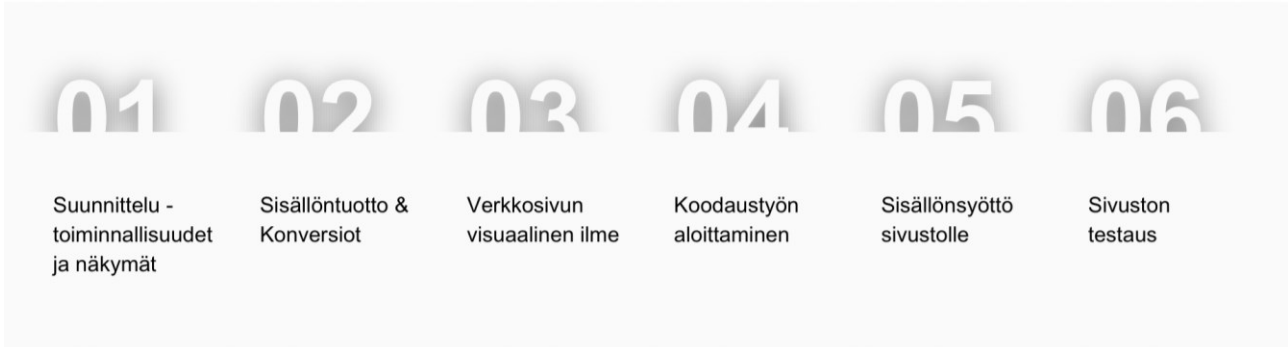 01
Suunnittelu -
toiminnallisuudet
ja näkymät
02
Sisällöntuotto &
Konversiot
03
Verkkosivun
visuaalinen ilme
04
Koodaustyön
aloittaminen
05
Sisällönsyöttö
sivustolle
06
Sivuston
testaus